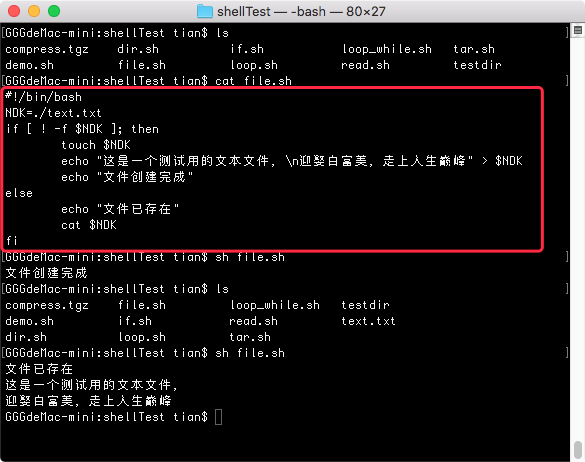 shellTest — -bash — 80×27
[GGGdeMac-mini:shellTest tian$ ls ]
compress.tgz dir.sh if.sh loop_while.sh tar.sh
demo.sh file.sh loop.sh read.sh testdir
[GGGdeMac-mini:shellTest tian$ cat file.sh ]
#!/bin/bash
NDK=./text.txt
if [ ! -f $NDK ]; then
        touch $NDK
        echo "这是一个测试用的文本文件，\n迎娶白富美，走上人生巅峰" > $NDK
        echo "文件创建完成"
else
        echo "文件已存在"
        cat $NDK
fi
[GGGdeMac-mini:shellTest tian$ sh file.sh ]
文件创建完成
[GGGdeMac-mini:shellTest tian$ ls ]
compress.tgz file.sh loop_while.sh testdir
demo.sh if.sh read.sh text.txt
dir.sh loop.sh tar.sh
[GGGdeMac-mini:shellTest tian$ sh file.sh ]
文件已存在
这是一个测试用的文本文件，
迎娶白富美，走上人生巅峰
GGGdeMac-mini:shellTest tian$